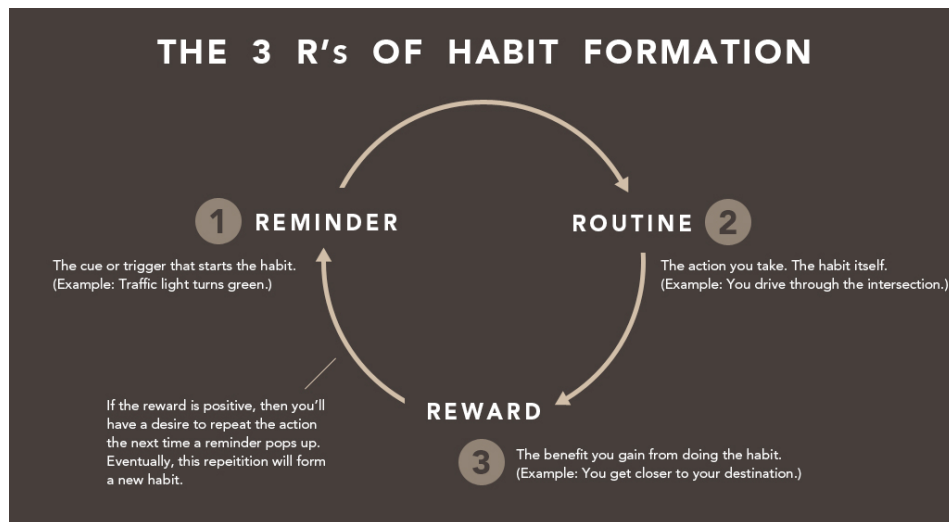 THE 3 R's OF HABIT FORMATION
1 REMINDER
The cue or trigger that starts the habit.
(Example: Traffic light turns green.)
ROUTINE 2
The action you take. The habit itself.
(Example: You drive through the intersection.)
REWARD
3
The benefit you gain from doing the habit.
(Example: You get closer to your destination.)
If the reward is positive, then you'll
have a desire to repeat the action
the next time a reminder pops up.
Eventually, this repeitition will form
a new habit.